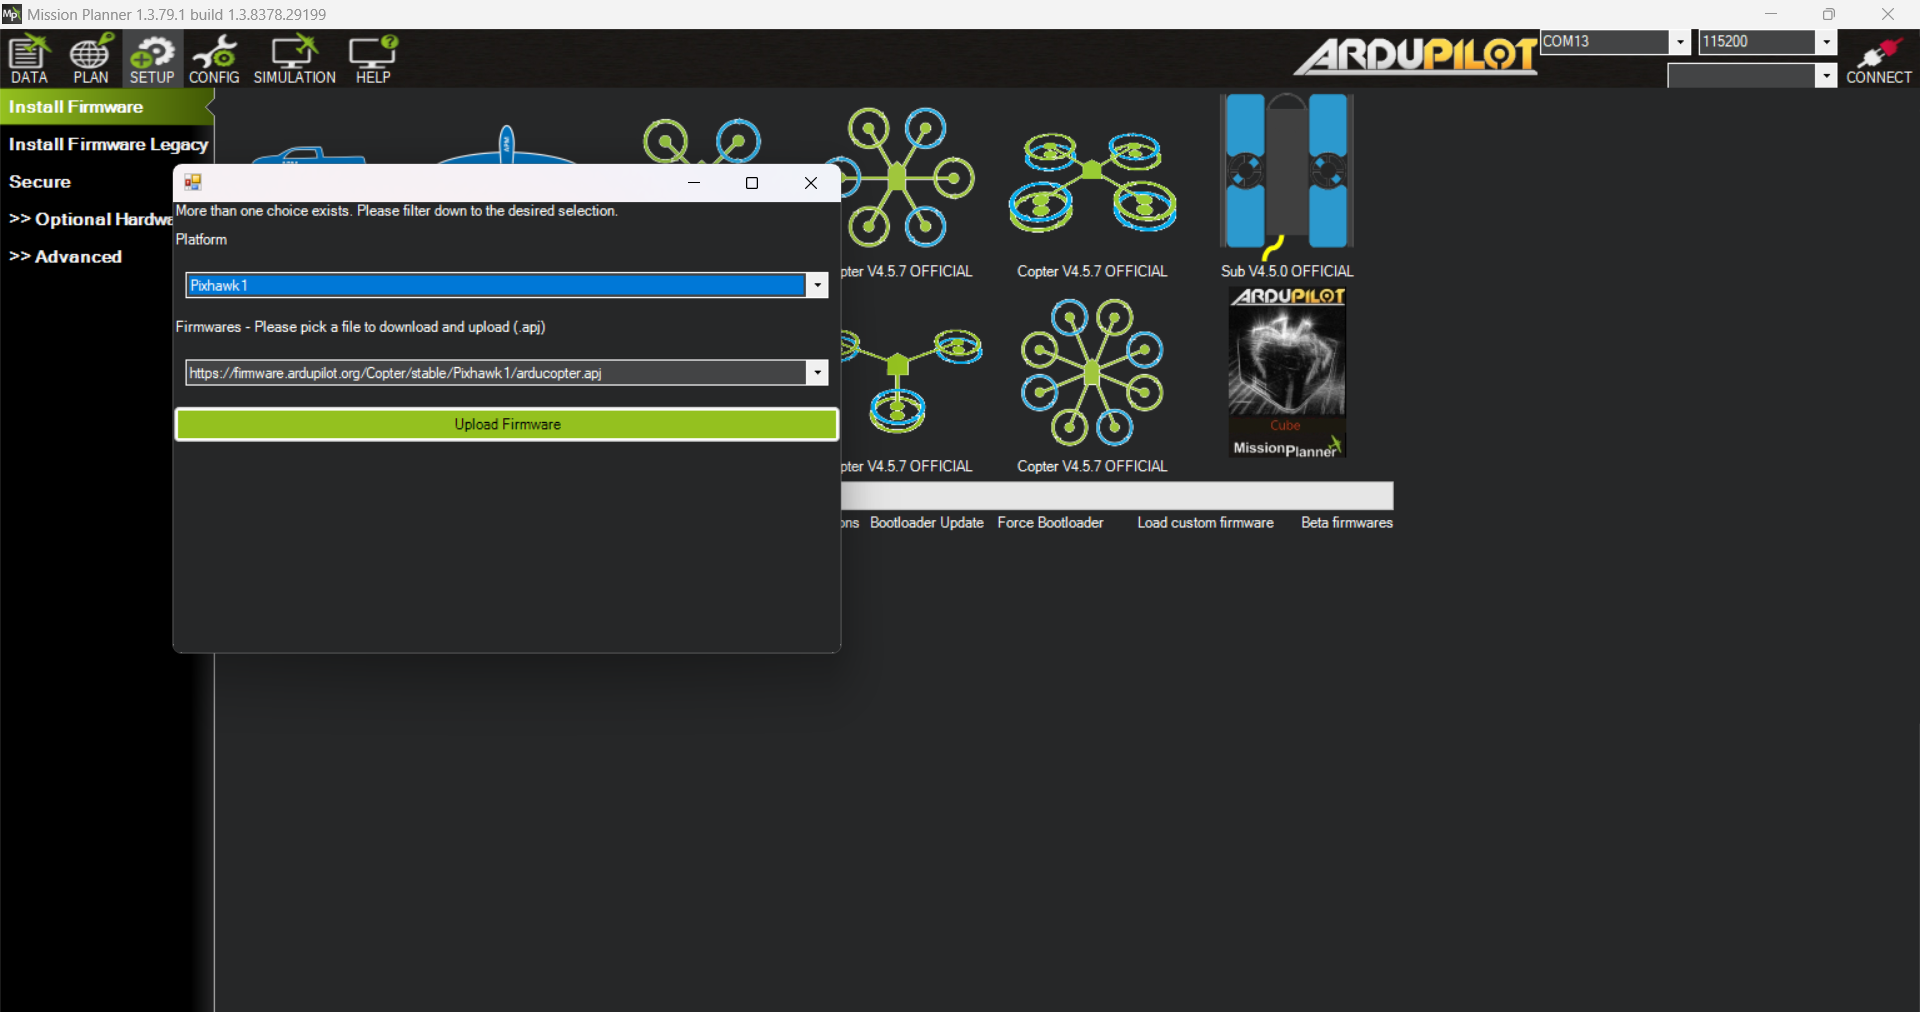 Mission Planner 1.3.79.1 build 1.3.8378.29199
DATA
PLAN
SETUP
CONFIG
SIMULATION
HELP
ARDUPILOT
COM13
115200
CONNECT
Install Firmware
Install Firmware Legacy
Secure
>> Optional Hardwa
>> Advanced
More than one choice exists. Please filter down to the desired selection.
Platform
Pixhawk1
Firmwares - Please pick a file to download and upload (.apj)
https://firmware.ardupilot.org/Copter/stable/Pixhawk1/arducopter.apj
Upload Firmware
pter V4.5.7 OFFICIAL
Copter V4.5.7 OFFICIAL
Sub V4.5.0 OFFICIAL
ARDUPILOT
Cube
MissionPlanner
pter V4.5.7 OFFICIAL
Copter V4.5.7 OFFICIAL
ons
Bootloader Update
Force Bootloader
Load custom firmware
Beta firmwares